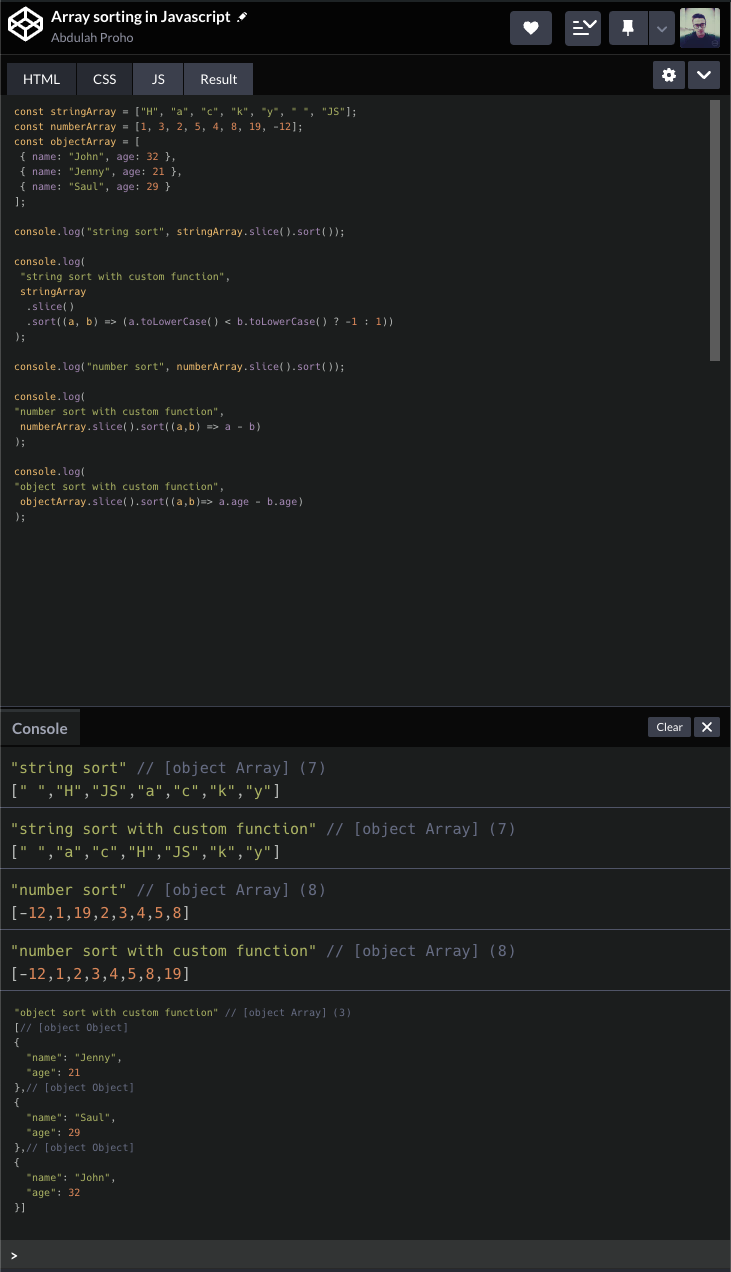 Array sorting in Javascript
Abdulah Proho
HTML CSS JS Result
const stringArray = ["H", "a", "c", "k", "y", " ", "JS"];
const numberArray = [1, 3, 2, 5, 4, 8, 19, -12];
const objectArray = [
{ name: "John", age: 32 },
{ name: "Jenny", age: 21 },
{ name: "Saul", age: 29 }
];
console.log("string sort", stringArray.slice().sort());
console.log(
"string sort with custom function",
stringArray
.slice()
.sort((a, b) => (a.toLowerCase() < b.toLowerCase() ? -1 : 1))
);
console.log("number sort", numberArray.slice().sort());
console.log(
"number sort with custom function",
numberArray.slice().sort((a,b) => a - b)
);
console.log(
"object sort with custom function",
objectArray.slice().sort((a,b)=> a.age - b.age)
);
Console Clear
"string sort" // [object Array] (7)
[" ","H","JS","a","c","k","y"]
"string sort with custom function" // [object Array] (7)
[" ","a","c","H","JS","k","y"]
"number sort" // [object Array] (8)
[-12,1,19,2,3,4,5,8]
"number sort with custom function" // [object Array] (8)
[-12,1,2,3,4,5,8,19]
"object sort with custom function" // [object Array] (3)
[// [object Object]
{
"name": "Jenny",
"age": 21
},// [object Object]
{
"name": "Saul",
"age": 29
},// [object Object]
{
"name": "John",
"age": 32
}]
>